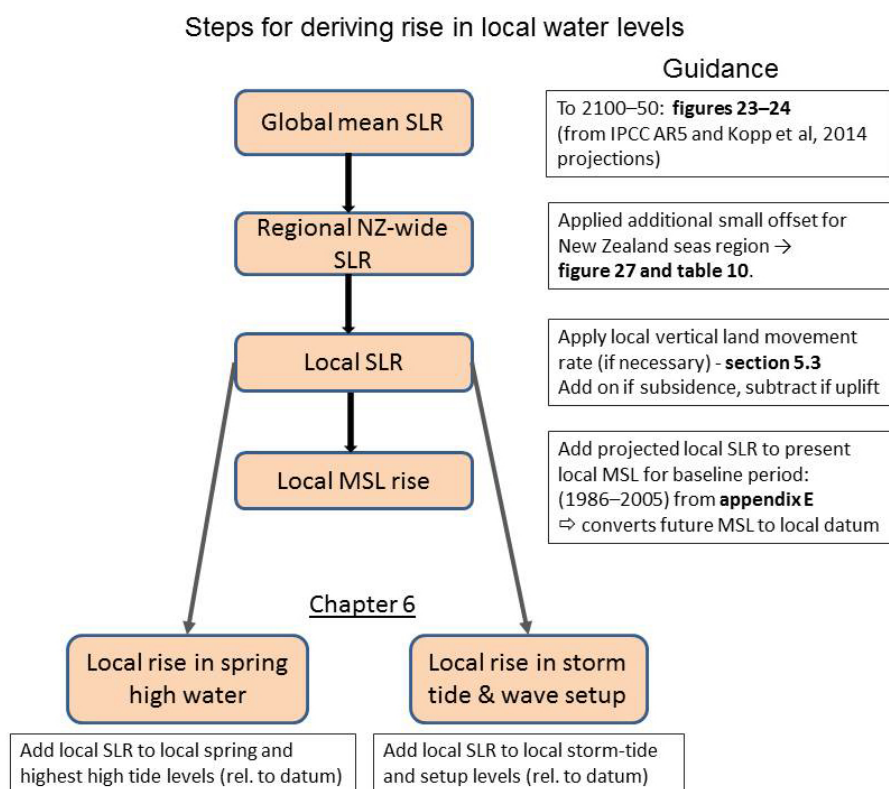 Steps for deriving rise in local water levels
Guidance
Global mean SLR
To 2100–50: figures 23–24
(from IPCC AR5 and Kopp et al, 2014
projections)
Regional NZ-wide
SLR
Applied additional small offset for
New Zealand seas region →
figure 27 and table 10.
Local SLR
Apply local vertical land movement
rate (if necessary) - section 5.3
Add on if subsidence, subtract if uplift
Local MSL rise
Add projected local SLR to present
local MSL for baseline period:
(1986–2005) from appendix E
⇨ converts future MSL to local datum
Chapter 6
Local rise in spring
high water
Local rise in storm
tide & wave setup
Add local SLR to local spring and
highest high tide levels (rel. to datum)
Add local SLR to local storm-tide
and setup levels (rel. to datum)